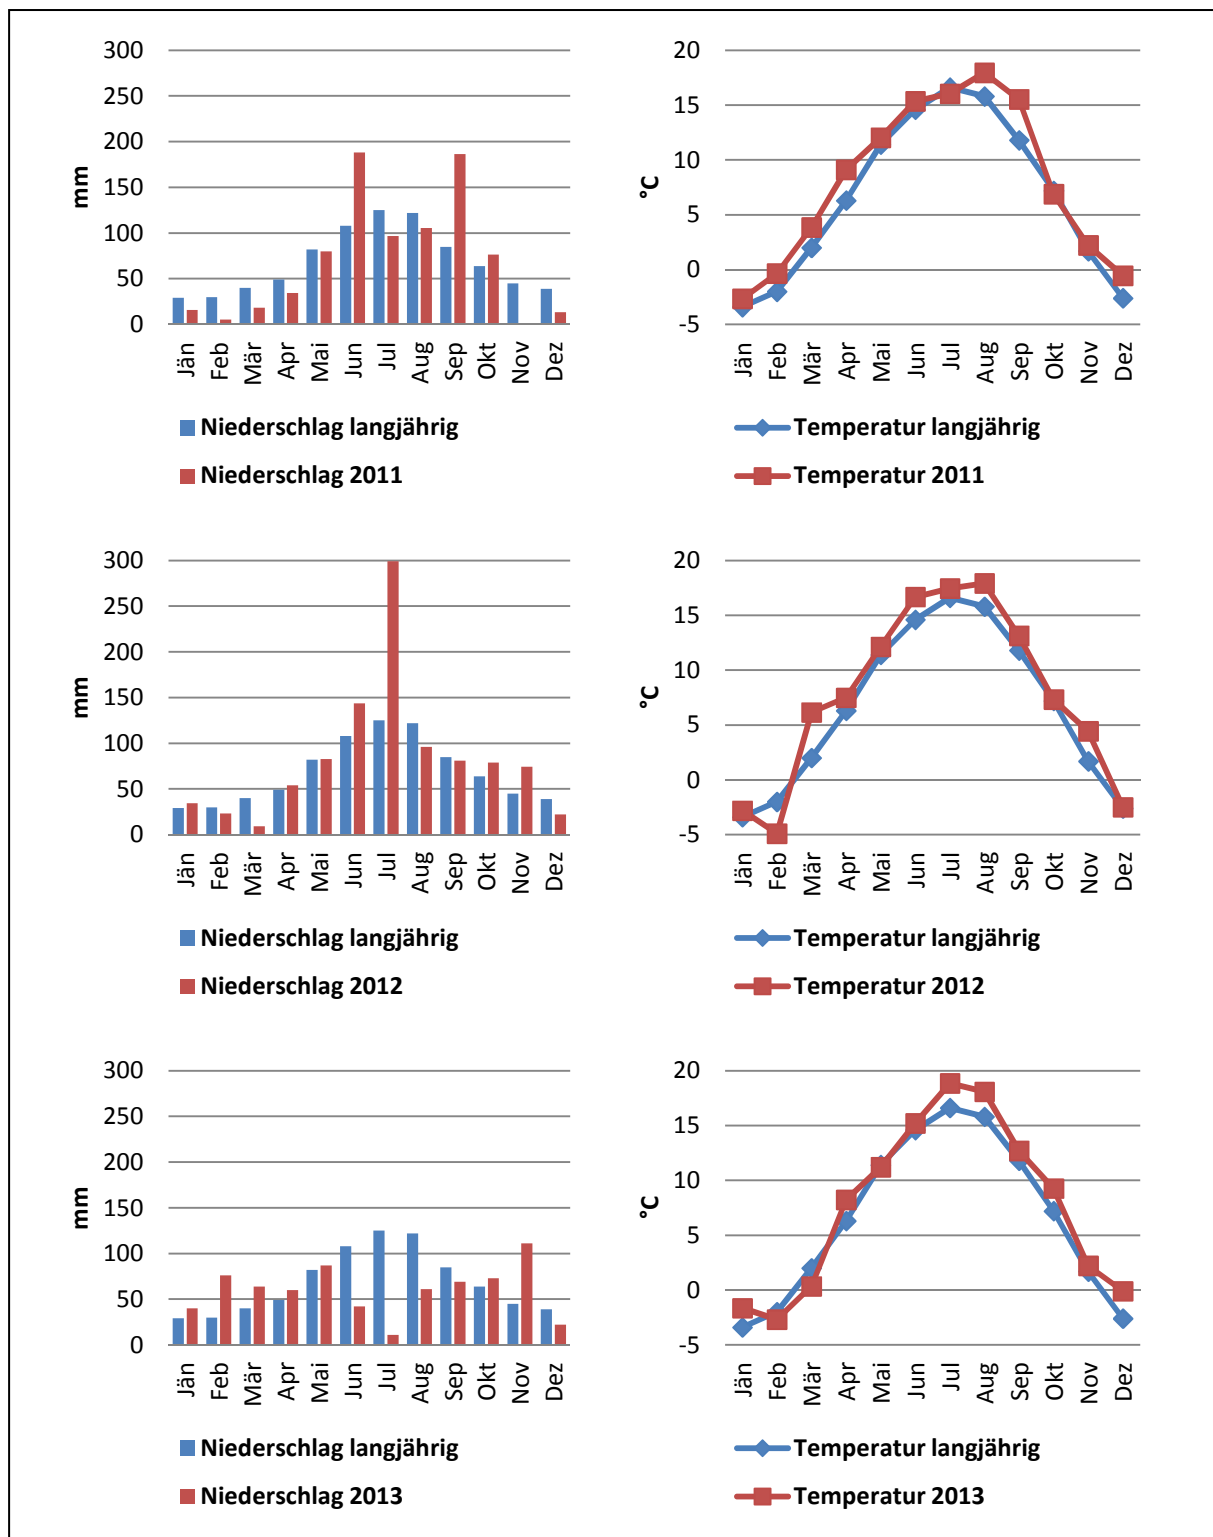 300
250
200
150
100
50
0
mm
Jän Feb Mär Apr Mai Jun Jul Aug Sep Okt Nov Dez
Niederschlag langjährig
Niederschlag 2011
20
15
10
5
0
-5
°C
Jän Feb Mär Apr Mai Jun Jul Aug Sep Okt Nov Dez
Temperatur langjährig
Temperatur 2011
300
250
200
150
100
50
0
mm
Jän Feb Mär Apr Mai Jun Jul Aug Sep Okt Nov Dez
Niederschlag langjährig
Niederschlag 2012
20
15
10
5
0
-5
°C
Jän Feb Mär Apr Mai Jun Jul Aug Sep Okt Nov Dez
Temperatur langjährig
Temperatur 2012
300
250
200
150
100
50
0
mm
Jän Feb Mär Apr Mai Jun Jul Aug Sep Okt Nov Dez
Niederschlag langjährig
Niederschlag 2013
20
15
10
5
0
-5
°C
Jän Feb Mär Apr Mai Jun Jul Aug Sep Okt Nov Dez
Temperatur langjährig
Temperatur 2013